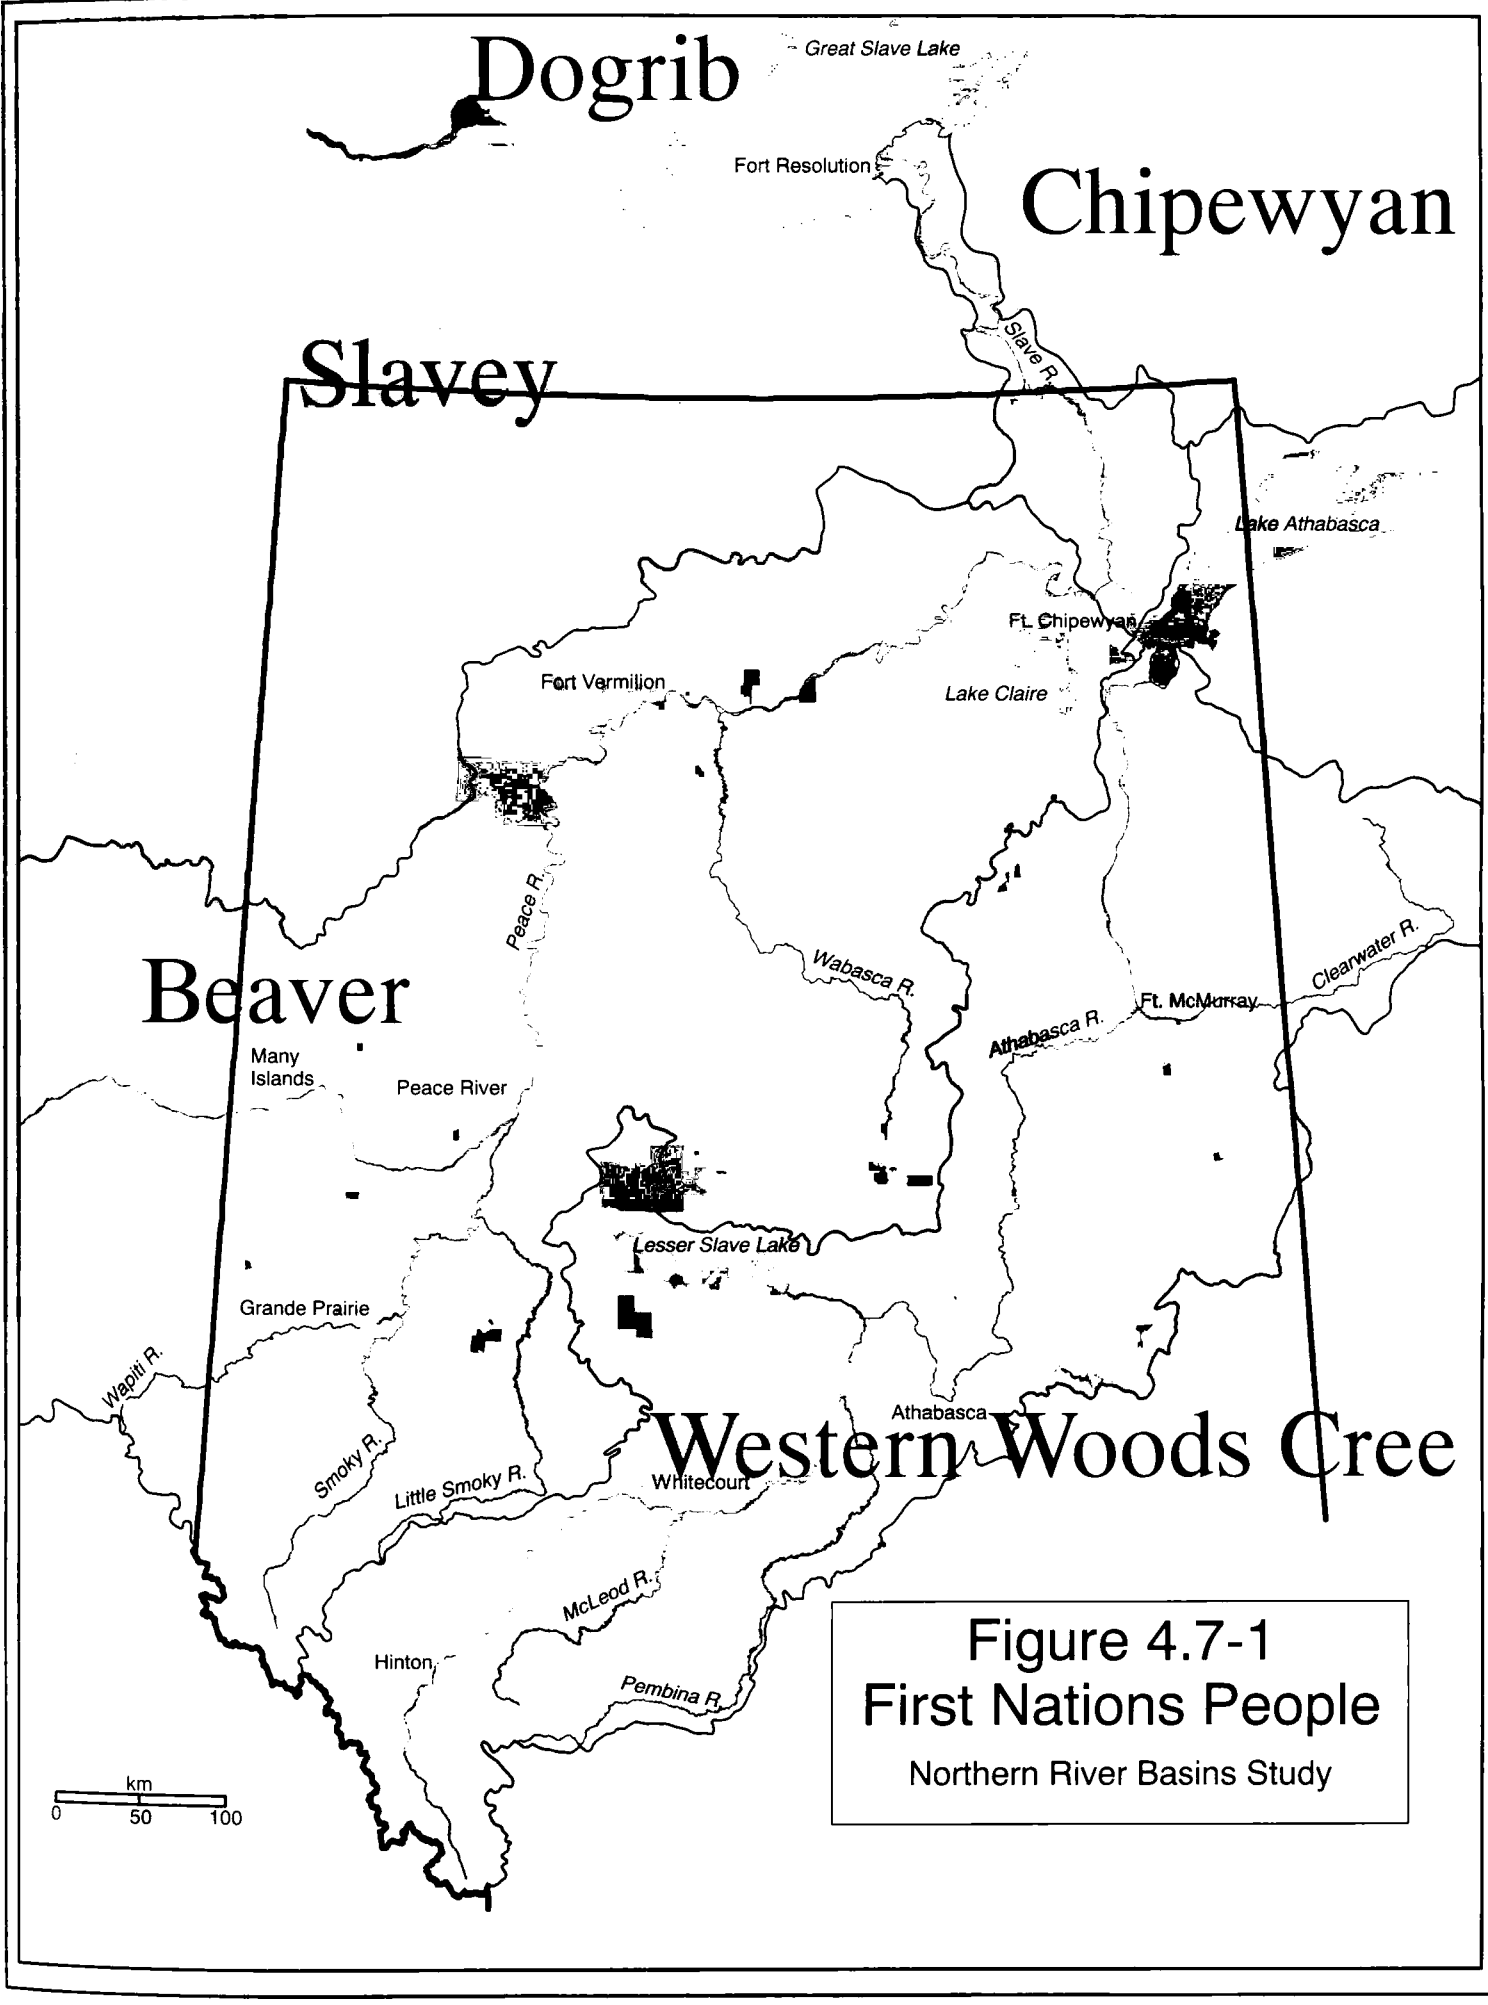 Great Slave Lake
Dogrib
Fort Resolution
Chipewyan
Slave R.
Slavey
Lake Athabasca
Ft. Chipewyan
Fort Vermilion
Lake Claire
Peace R.
Clearwater R.
Wabasca R.
Beaver
Ft. McMurray
Athabasca R.
Many
Islands
Peace River
Lesser Slave Lake
Grande Prairie
Wapiti R.
Athabasca
Western Woods Cree
Smoky R.
Whitecourt
Little Smoky R.
McLeod R.
Hinton
Pembina R.
Figure 4.7-1
First Nations People
Northern River Basins Study
km
0 50 100